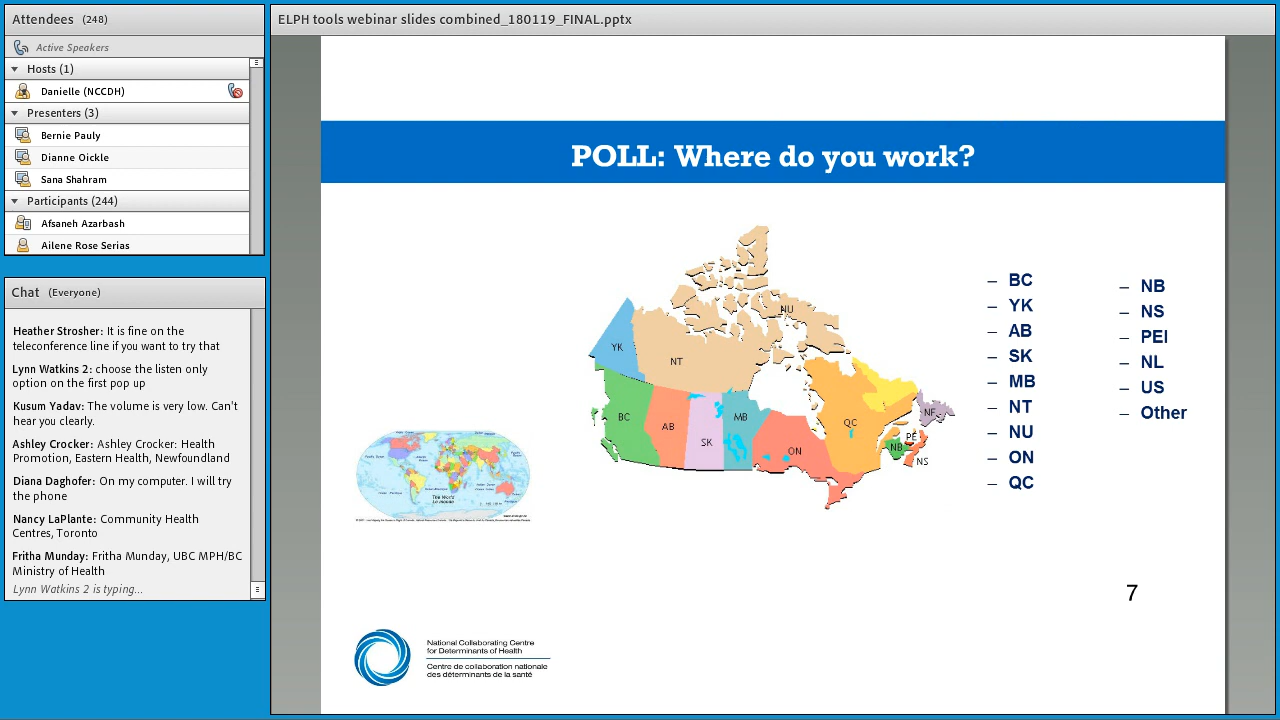 Attendees (248)
Active Speakers
Hosts (1)
Danielle (NCCDH)
Presenters (3)
Bernie Pauly
Dianne Oickle
Sana Shahram
Participants (244)
Afsaneh Azarbash
Ailene Rose Serias
Chat (Everyone)
Heather Strosher: It is fine on the
teleconference line if you want to try that
Lynn Watkins 2: choose the listen only
option on the first pop up
Kusum Yadav: The volume is very low. Can't
hear you clearly.
Ashley Crocker: Ashley Crocker: Health
Promotion, Eastern Health, Newfoundland
Diana Daghofer: On my computer. I will try
the phone
Nancy LaPlante: Community Health
Centres, Toronto
Fritha Munday: Fritha Munday, UBC MPH/BC
Ministry of Health
Lynn Watkins 2 is typing...
ELPH tools webinar slides combined_180119_FINAL.pptx
POLL: Where do you work?
NU
YK
NT
BC
AB
SK
MB
ON
QC
NF
PE
NB
NS
The World
Le monde
– BC
– YK
– AB
– SK
– MB
– NT
– NU
– ON
– QC
– NB
– NS
– PEI
– NL
– US
– Other
7
National Collaborating Centre
for Determinants of Health
Centre de collaboration nationale
des déterminants de la santé